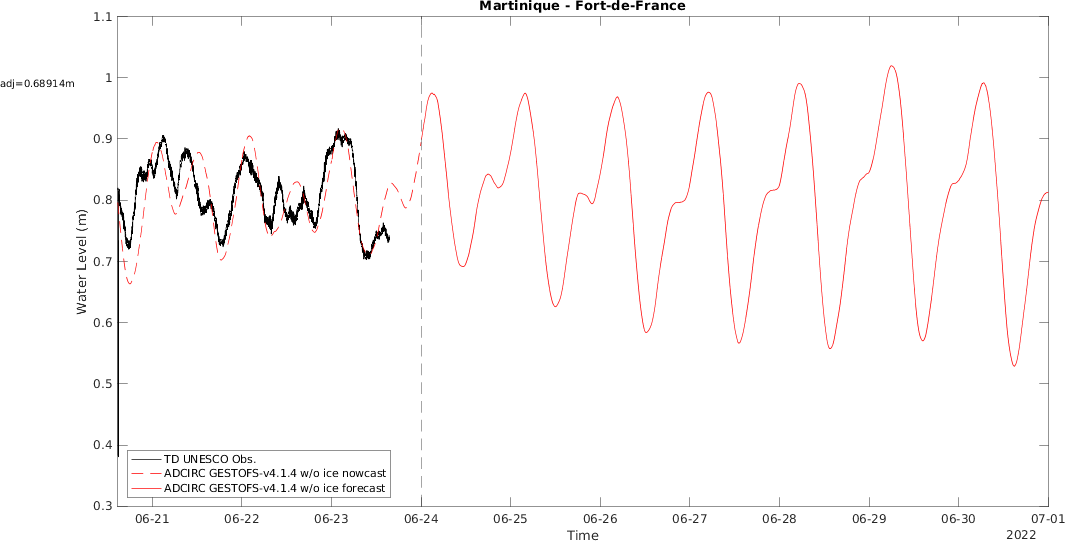 Martinique - Fort-de-France
adj=0.68914m
1.1
1
0.9
0.8
0.7
0.6
0.5
0.4
0.3
Water Level (m)
TD UNESCO Obs.
ADCIRC GESTOFS-v4.1.4 w/o ice nowcast
ADCIRC GESTOFS-v4.1.4 w/o ice forecast
06-21 06-22 06-23 06-24 06-25 06-26 06-27 06-28 06-29 06-30 07-01
Time
2022